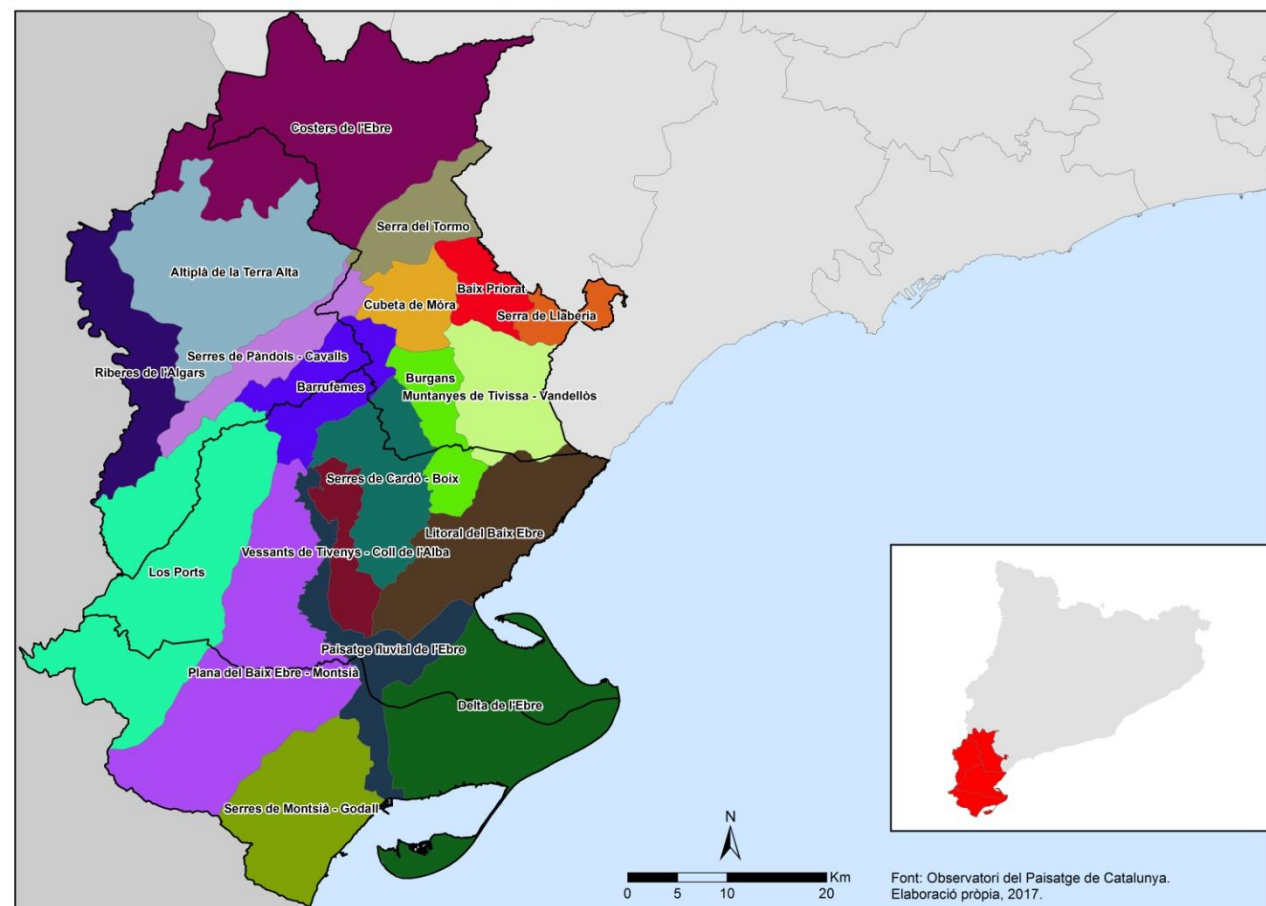 Costers de l'Ebre
Serra del Tormo
Altiplà de la Terra Alta
Baix Priorat
Cubeta de Móra
Serra de Llaberia
Serres de Pàndols - Cavalls
Riberes de l'Algars
Burgans
Barrufemes
Muntanyes de Tivissa - Vandellòs
Serres de Cardó - Boix
Litoral del Baix Ebre
Vessants de Tivenys - Coll de l'Alba
Los Ports
Paisatge fluvial de l'Ebre
Plana del Baix Ebre - Montsià
Delta de l'Ebre
Serres de Montsià - Godall
N
Km
0 5 10 20
Font: Observatori del Paisatge de Catalunya.
Elaboració pròpia, 2017.